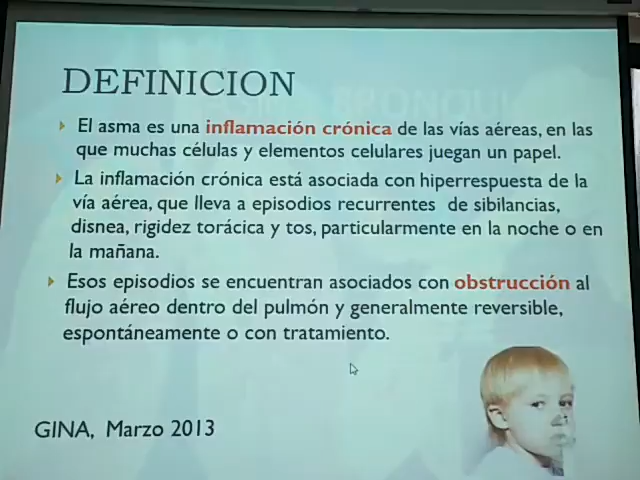 DEFINICION
El asma es una inflamación crónica de las vías aéreas, en las
que muchas células y elementos celulares juegan un papel.
La inflamación crónica está asociada con hiperrespuesta de la
vía aérea, que lleva a episodios recurrentes de sibilancias,
disnea, rigidez torácica y tos, particularmente en la noche o en
la mañana.
Esos episodios se encuentran asociados con obstrucción al
flujo aéreo dentro del pulmón y generalmente reversible,
espontáneamente o con tratamiento.
GINA, Marzo 2013